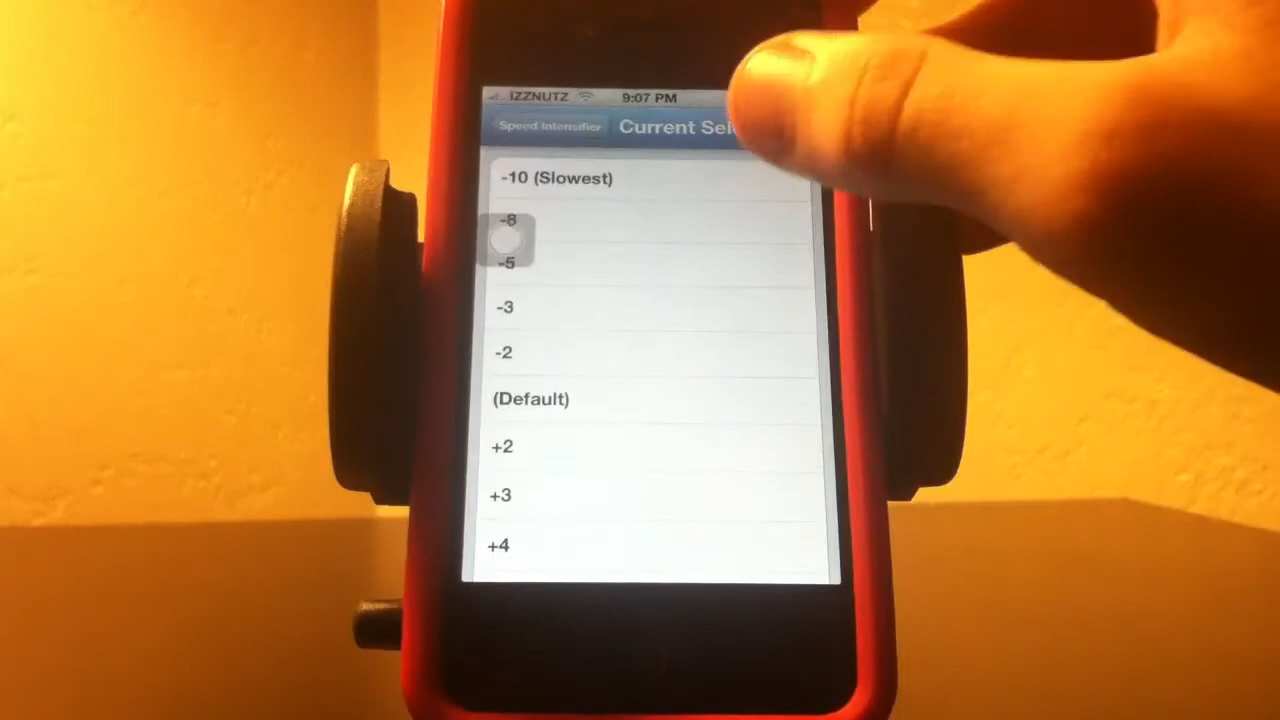 IZZNUTZ 9:07 PM
Speed Intensifier Current Sel
-10 (Slowest)
-8
-5
-3
-2
(Default)
+2
+3
+4